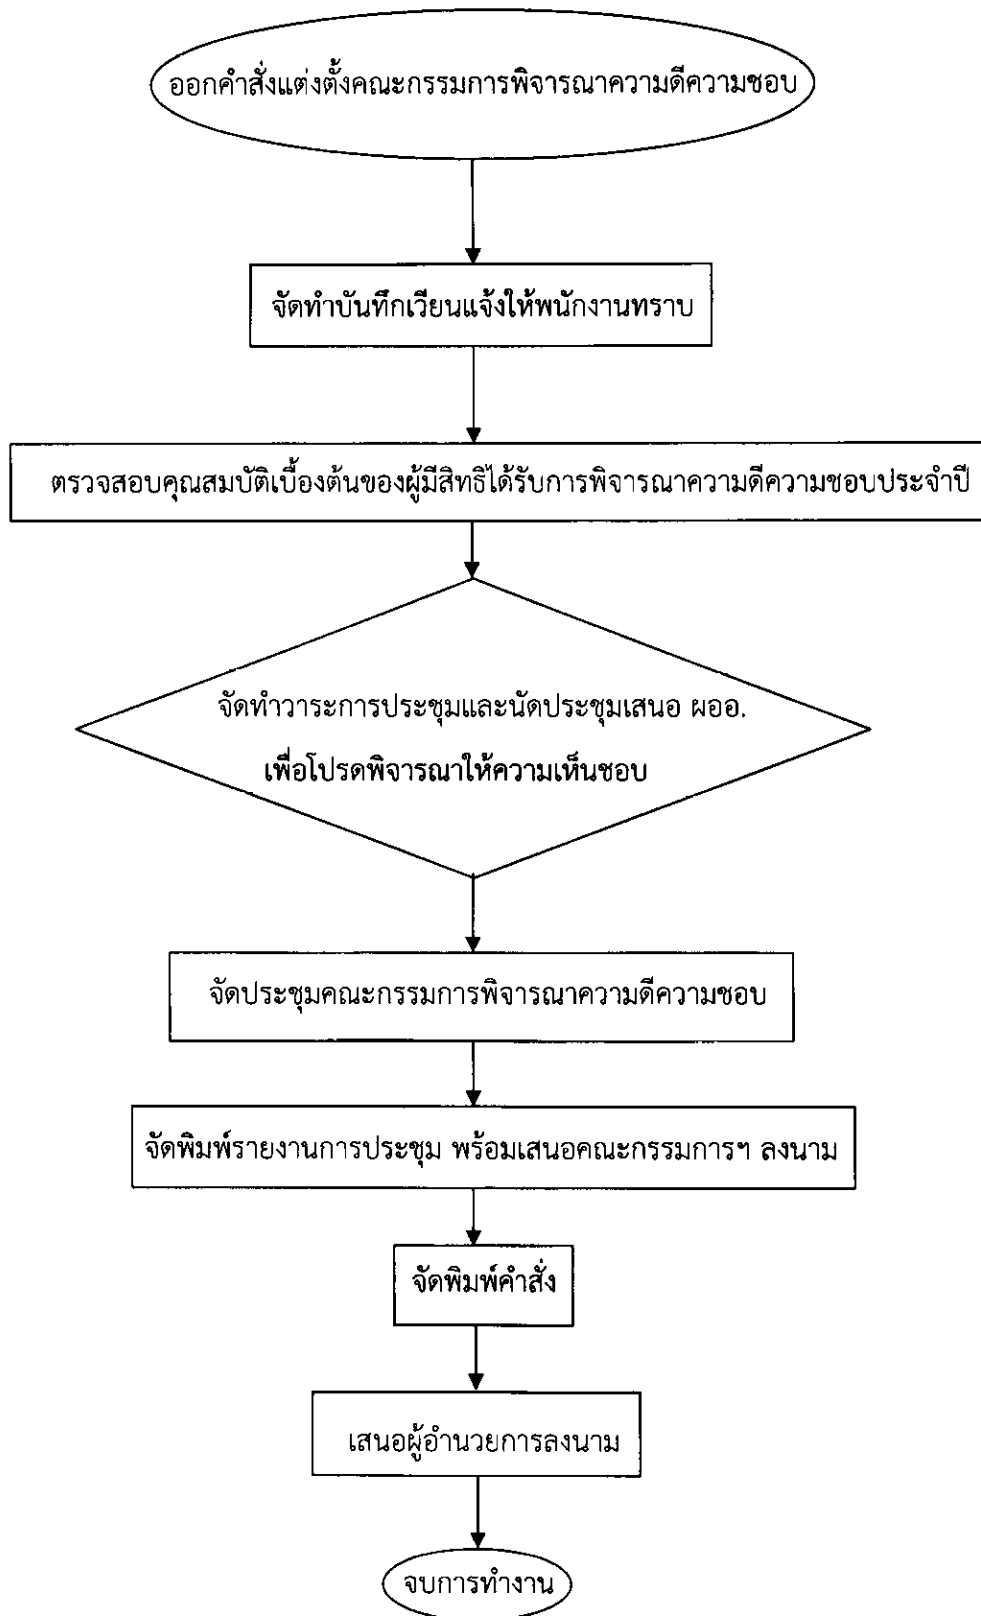 ออกคำสั่งแต่งตั้งคณะกรรมการพิจารณาความดีความชอบ
จัดทำบันทึกเวียนแจ้งให้พนักงานทราบ
ตรวจสอบคุณสมบัติเบื้องต้นของผู้มีสิทธิได้รับการพิจารณาความดีความชอบประจำปี
จัดทำวาระการประชุมและนัดประชุมเสนอ ผออ.
เพื่อโปรดพิจารณาให้ความเห็นชอบ
จัดประชุมคณะกรรมการพิจารณาความดีความชอบ
จัดพิมพ์รายงานการประชุม พร้อมเสนอคณะกรรมการฯ ลงนาม
จัดพิมพ์คำสั่ง
เสนอผู้อำนวยการลงนาม
จบการทำงาน